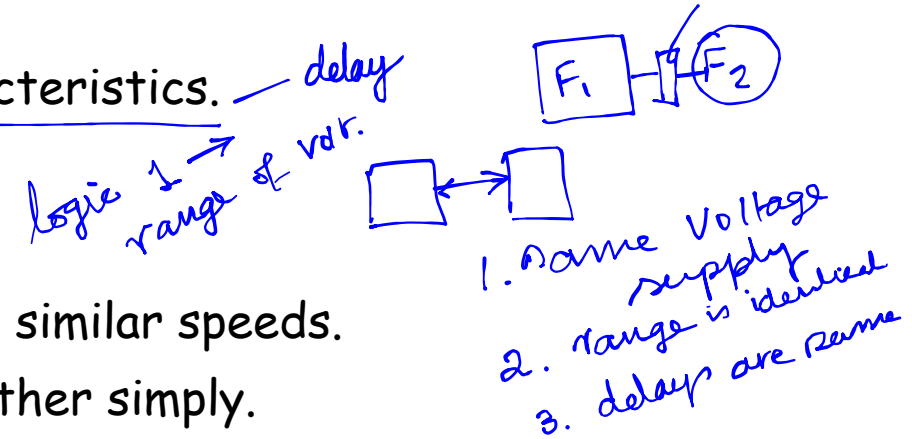 cteristics. delay
F1 F2
logic 1 → range of var.
1. same voltage
supply
2. range is identical
3. delays are same
similar speeds.
ther simply.